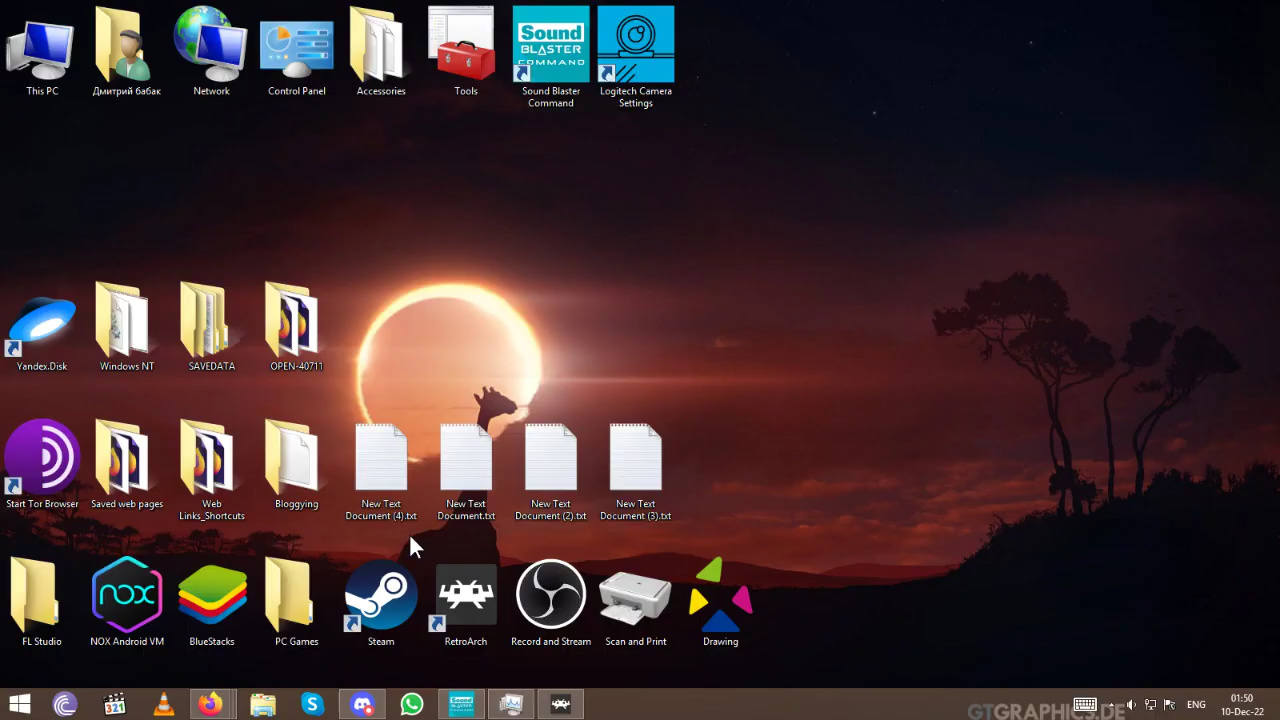 Sound
BLASTER
COMMAND
This PC
Дмитрий бабак
Network
Control Panel
Accessories
Tools
Sound Blaster
Command
Logitech Camera
Settings
Yandex.Disk
Windows NT
SAVEDATA
OPEN-40711
Start Tor Browser
Saved web pages
Web
Links_Shortcuts
Bloggying
New Text
Document (4).txt
New Text
Document.txt
New Text
Document (2).txt
New Text
Document (3).txt
nox
FL Studio
NOX Android VM
BlueStacks
PC Games
Steam
RetroArch
Record and Stream
Scan and Print
Drawing
321
Sound
BLASTER
ENG
01:50
10-Dec-22
GTGRAPHICS.DE